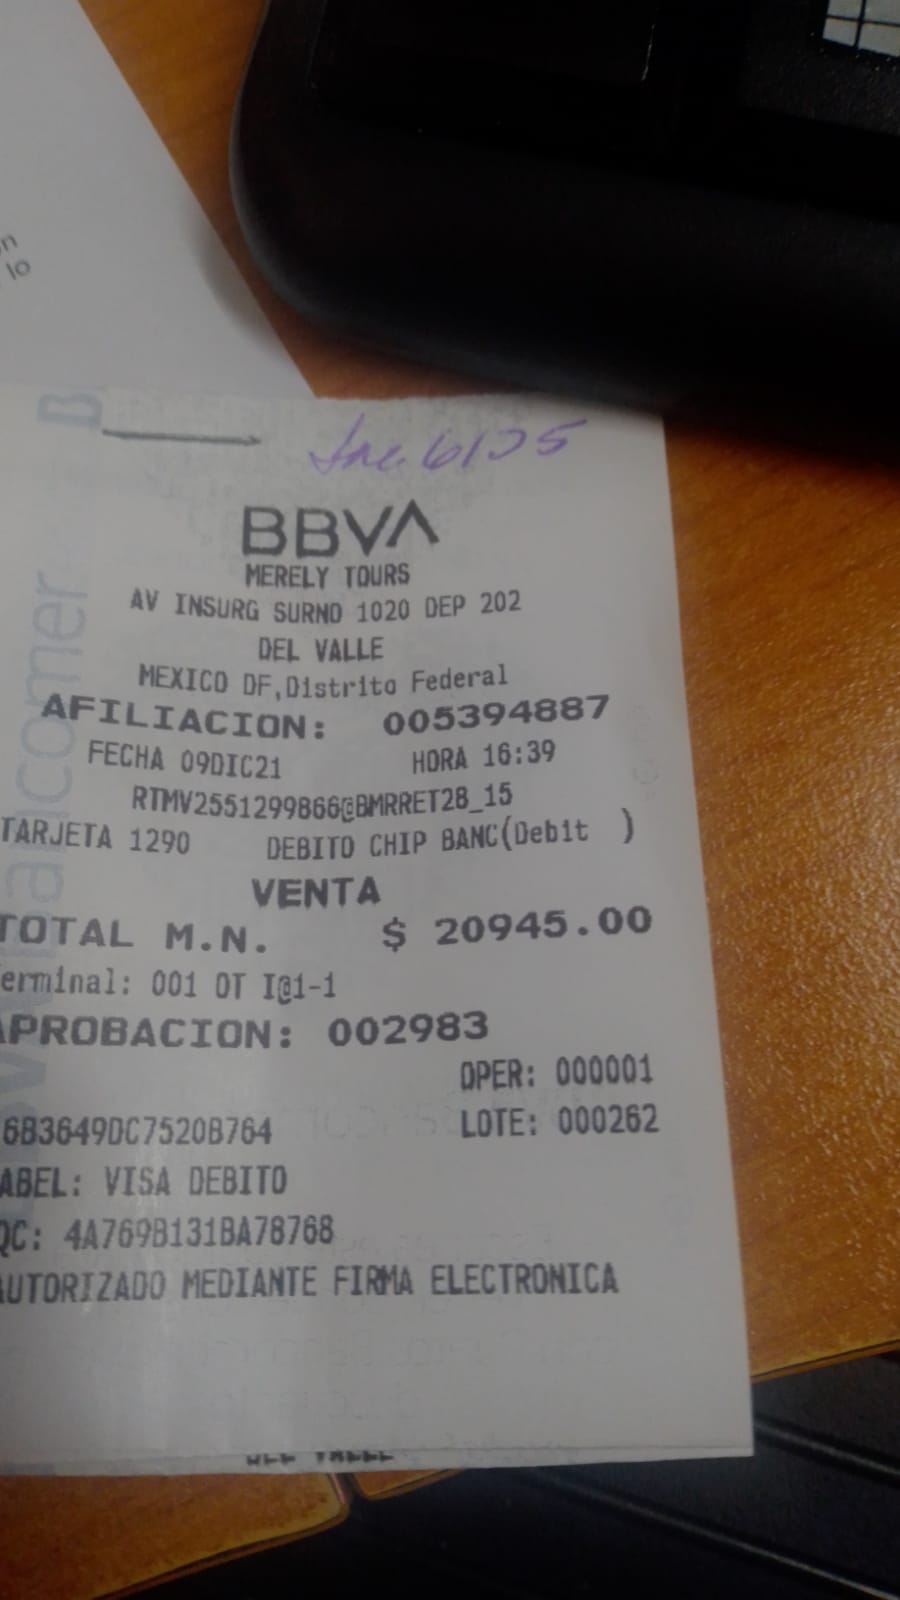 n
lo
6125
BBVA
MERELY TOURS
AV INSURG SURNO 1020 DEP 202
DEL VALLE
MEXICO DF,Distrito Federal
AFILIACION: 005394887
FECHA 09DIC21 HORA 16:39
RTMV2551299866@BMRRET28_15
TARJETA 1290 DEBITO CHIP BANC(Debit )
VENTA
TOTAL M.N. $ 20945.00
erminal: 001 OT I@1-1
APROBACION: 002983
OPER: 000001
6B3649DC7520B764 LOTE: 000262
ABEL: VISA DEBITO
QC: 4A769B131BA78768
AUTORIZADO MEDIANTE FIRMA ELECTRONICA